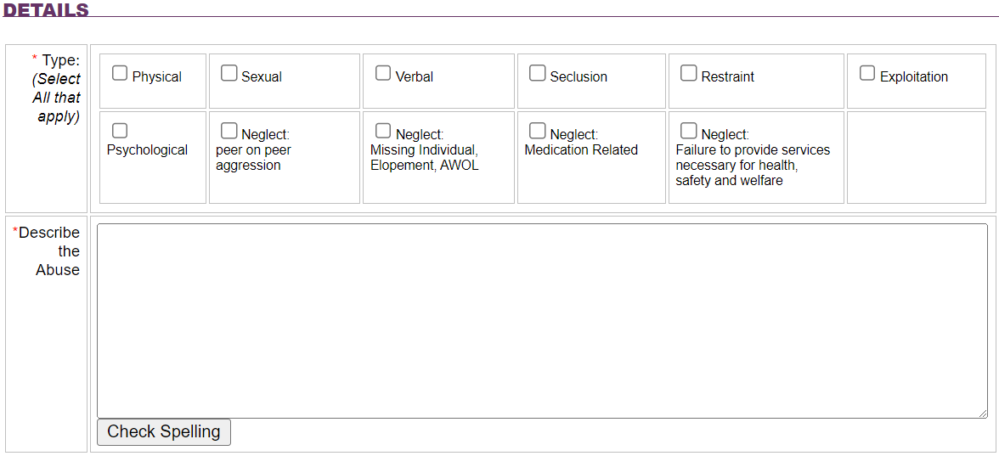 DETAILS
* Type:
(Select
All that
apply)
Physical
Sexual
Verbal
Seclusion
Restraint
Exploitation
Psychological
Neglect:
peer on peer
aggression
Neglect:
Missing Individual,
Elopement, AWOL
Neglect:
Medication Related
Neglect:
Failure to provide services
necessary for health,
safety and welfare
*Describe
the
Abuse
Check Spelling